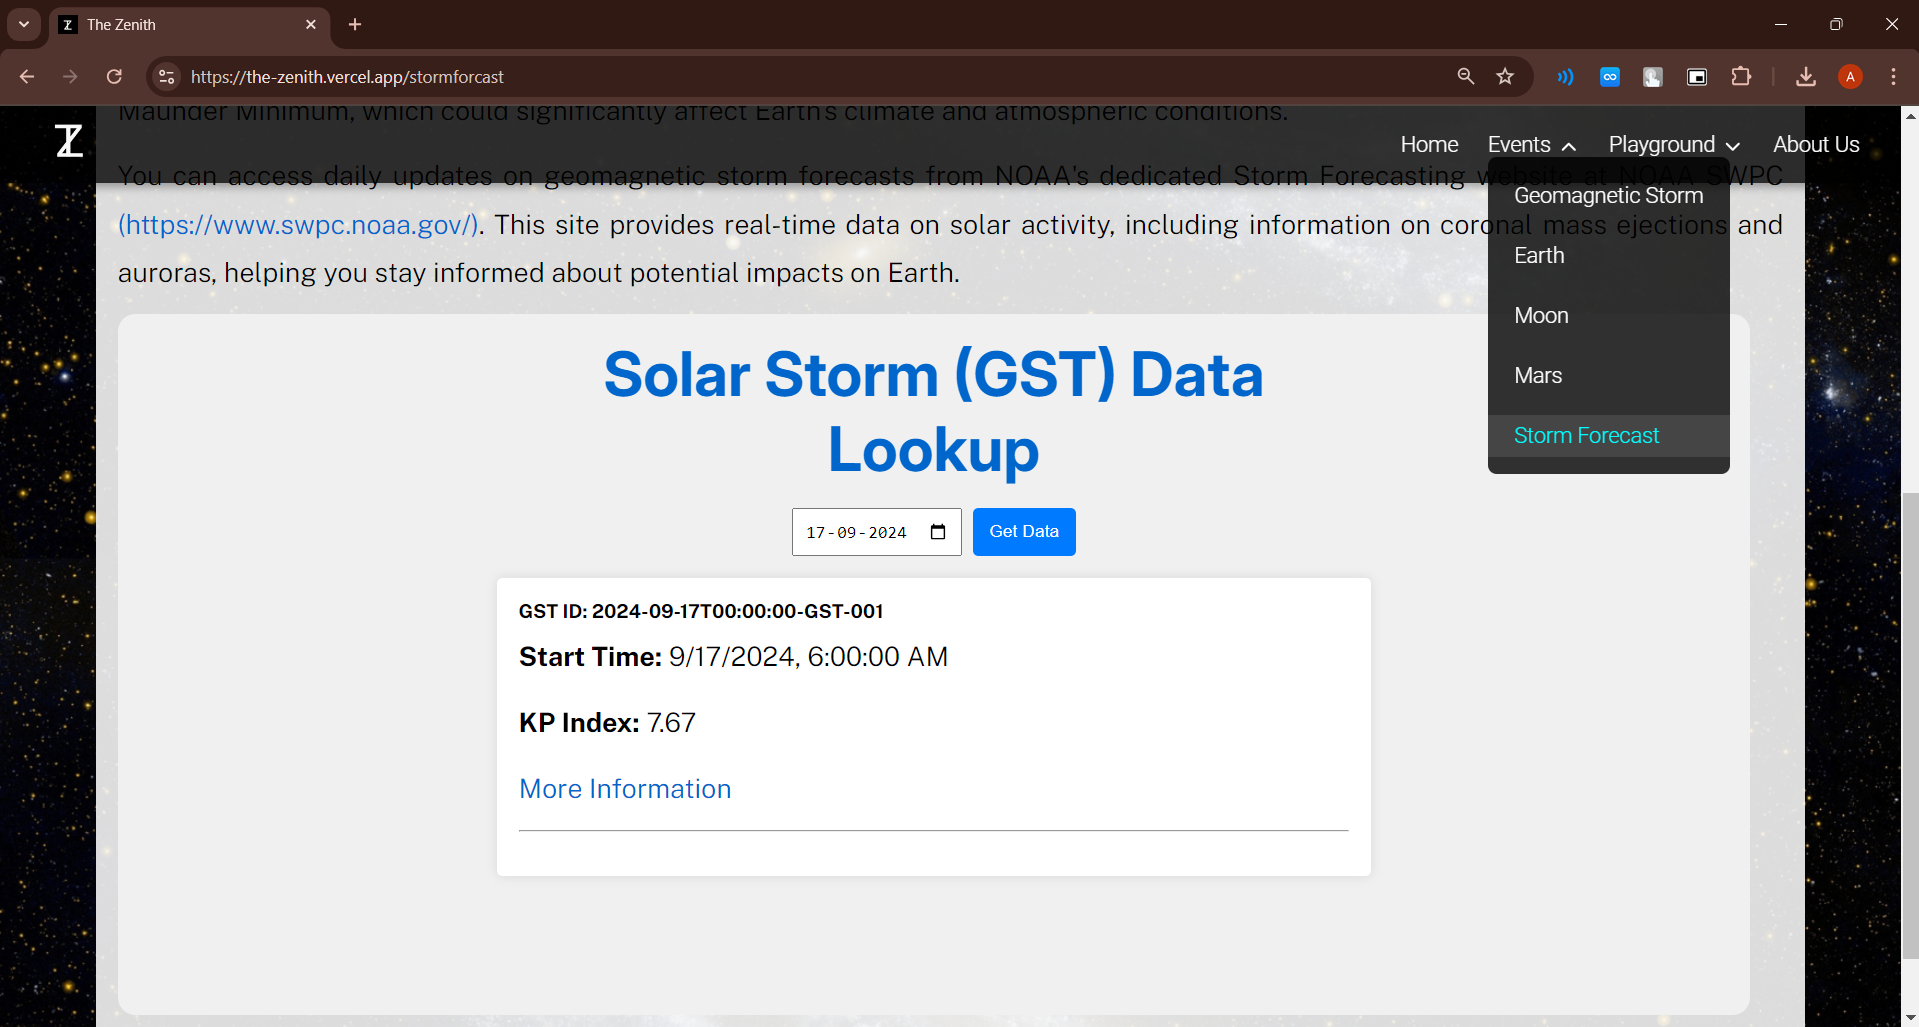 The Zenith
https://the-zenith.vercel.app/stormforcast
A
Maunder Minimum, which could significantly affect Earth's climate and atmospheric conditions.
Home Events Playground About Us
You can access daily updates on geomagnetic storm forecasts from NOAA's dedicated Storm Forecasting website at NOAA SWPC
(https://www.swpc.noaa.gov/). This site provides real-time data on solar activity, including information on coronal mass ejections and
auroras, helping you stay informed about potential impacts on Earth.
Geomagnetic Storm
Earth
Moon
Mars
Storm Forecast
Solar Storm (GST) Data
Lookup
17-09-2024
Get Data
GST ID: 2024-09-17T00:00:00-GST-001
Start Time: 9/17/2024, 6:00:00 AM
KP Index: 7.67
More Information